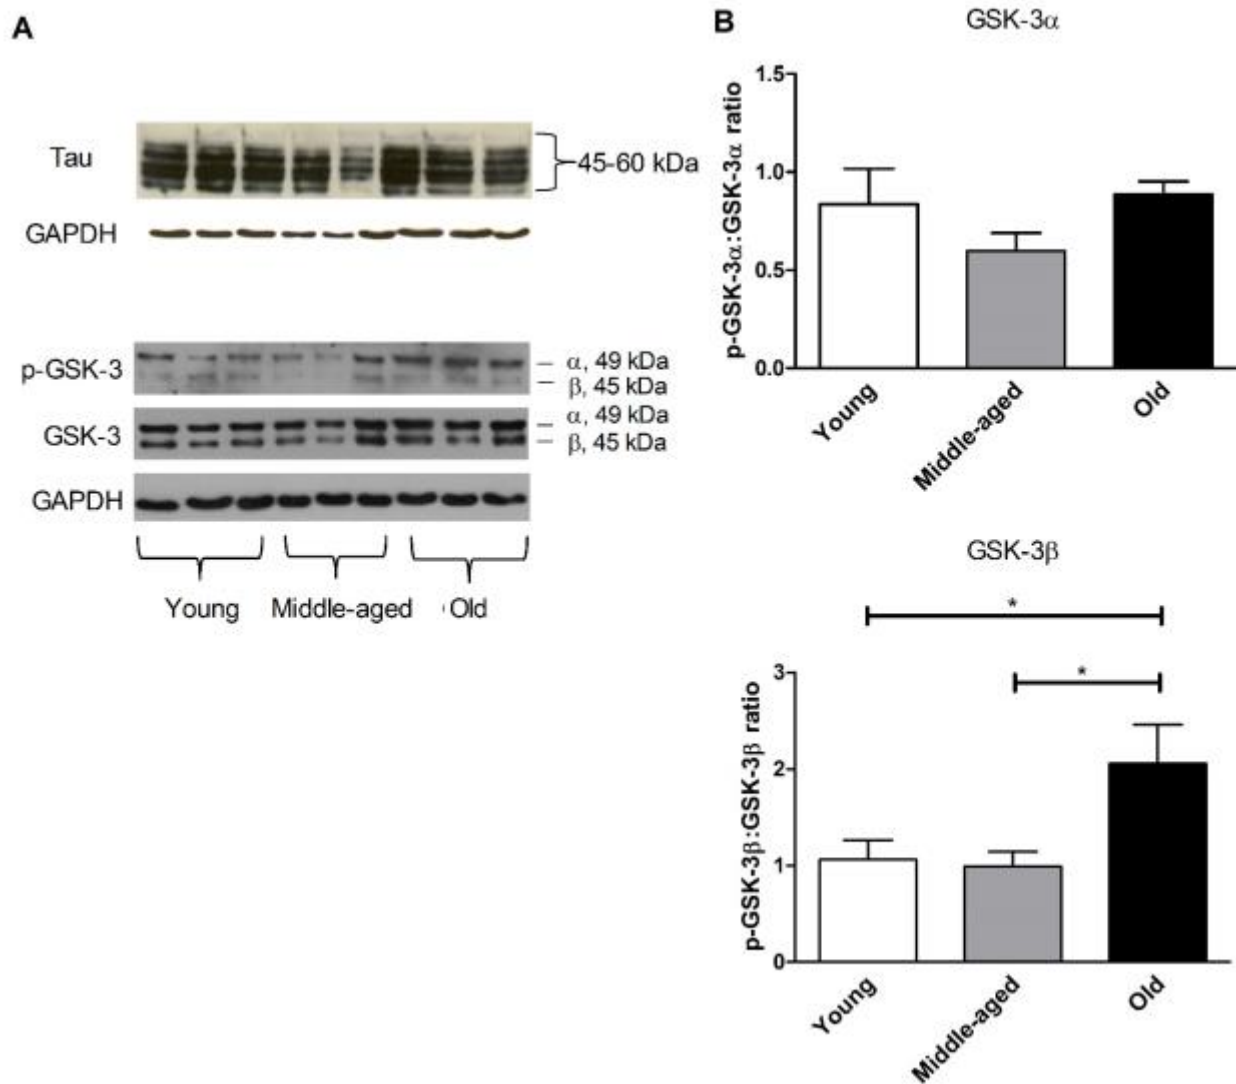 A
Tau
45-60 kDa
GAPDH
p-GSK-3
α, 49 kDa
β, 45 kDa
GSK-3
α, 49 kDa
β, 45 kDa
GAPDH
Young
Middle-aged
Old
B
GSK-3α
p-GSK-3α:GSK-3α ratio
1.5
1.0
0.5
0.0
Young
Middle-aged
Old
GSK-3β
*
*
p-GSK-3β:GSK-3β ratio
3
2
1
0
Young
Middle-aged
Old